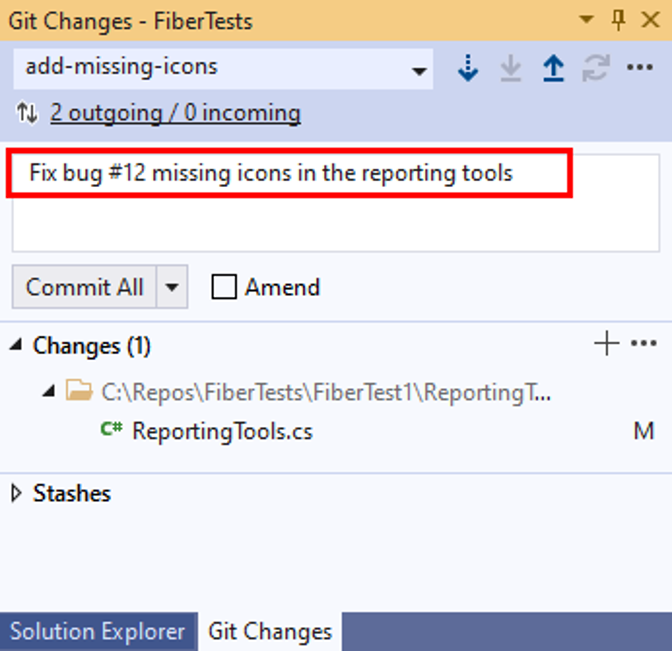 Git Changes - FiberTests
add-missing-icons
2 outgoing / 0 incoming
Fix bug #12 missing icons in the reporting tools
Commit All
Amend
Changes (1)
C:\Repos\FiberTests\FiberTest1\ReportingT...
C# ReportingTools.cs M
Stashes
Solution Explorer Git Changes